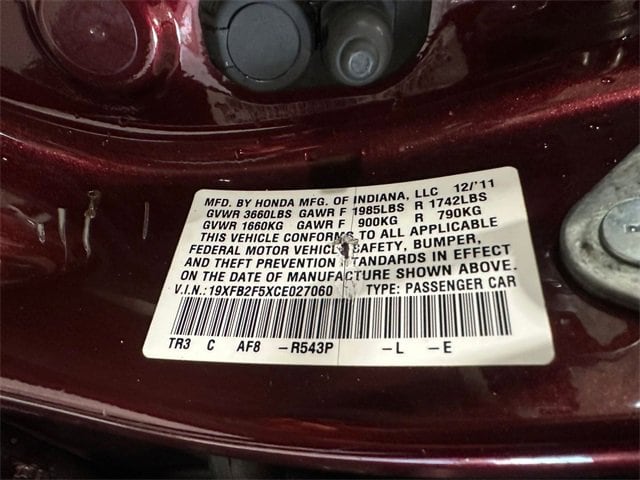 MFD. BY HONDA MFG. OF INDIANA, LLC 12/'11
GVWR 3660LBS GAWR F 1985LBS R 1742LBS
GVWR 1660KG GAWR F 900KG R 790KG
THIS VEHICLE CONFORMS TO ALL APPLICABLE
FEDERAL MOTOR VEHICLE SAFETY, BUMPER,
AND THEFT PREVENTION STANDARDS IN EFFECT
ON THE DATE OF MANUFACTURE SHOWN ABOVE.
V.I.N.:19XFB2F5XCE027060 TYPE: PASSENGER CAR
TR3 C AF8 -R543P -L -E